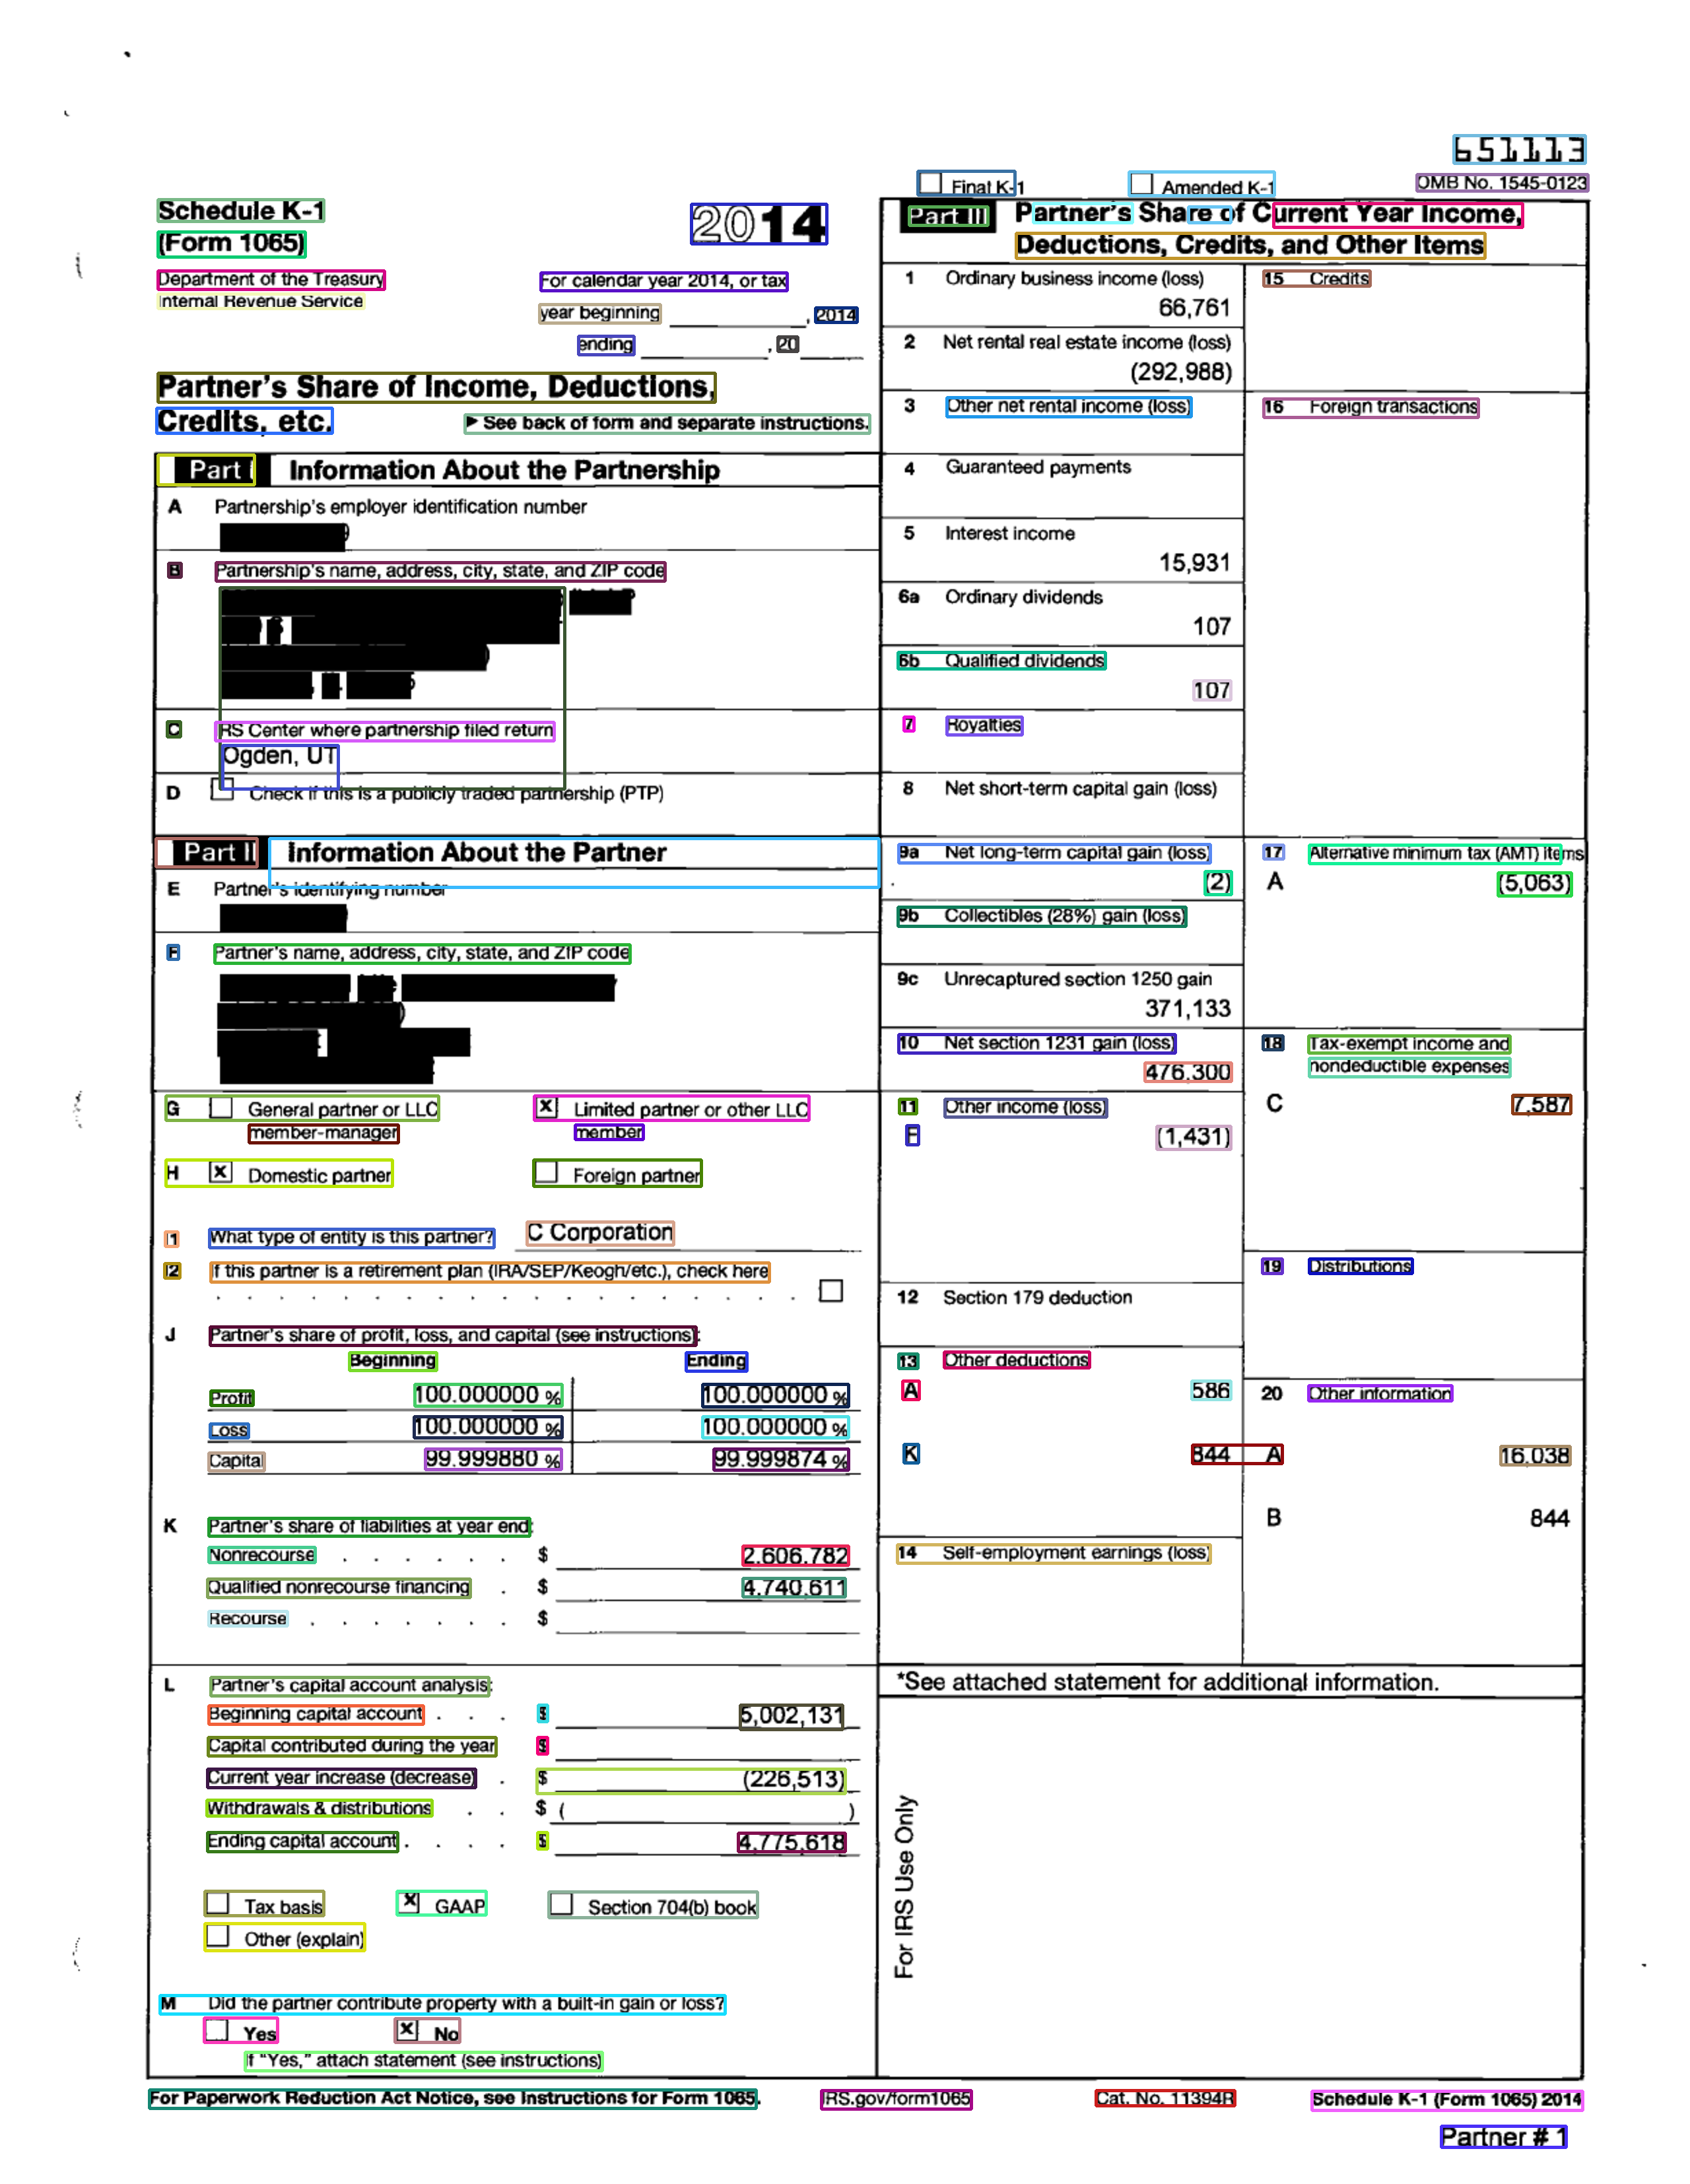 651113
Final K-1
Amended K-1
OMB No. 1545-0123
Schedule K-1
(Form 1065)
2014
Department of the Treasury
Internal Revenue Service
For calendar year 2014, or tax
year beginning , 2014
ending , 20
Partner's Share of Income, Deductions,
Credits, etc.
► See back of form and separate instructions.
Part I Information About the Partnership
A Partnership's employer identification number
B Partnership's name, address, city, state, and ZIP code
C IRS Center where partnership filed return
Ogden, UT
D Check if this is a publicly traded partnership (PTP)
Part II Information About the Partner
E Partner's identifying number
F Partner's name, address, city, state, and ZIP code
G General partner or LLC member-manager
X Limited partner or other LLC member
H X Domestic partner
Foreign partner
I1 What type of entity is this partner? C Corporation
I2 If this partner is a retirement plan (IRA/SEP/Keogh/etc.), check here
J Partner's share of profit, loss, and capital (see instructions):
Beginning Ending
Profit 100.000000 % 100.000000 %
Loss 100.000000 % 100.000000 %
Capital 99.999880 % 99.999874 %
K Partner's share of liabilities at year end:
Nonrecourse . . . . . . $ 2,606,782
Qualified nonrecourse financing . $ 4,740,611
Recourse . . . . . . . $
L Partner's capital account analysis:
Beginning capital account . . . $ 5,002,131
Capital contributed during the year $
Current year increase (decrease) . $ (226,513)
Withdrawals & distributions . . $ ( )
Ending capital account . . . . $ 4,775,618
Tax basis
X GAAP
Section 704(b) book
Other (explain)
M Did the partner contribute property with a built-in gain or loss?
Yes
X No
If "Yes," attach statement (see instructions)
Part III Partner's Share of Current Year Income,
Deductions, Credits, and Other Items
1 Ordinary business income (loss)
66,761
2 Net rental real estate income (loss)
(292,988)
3 Other net rental income (loss)
4 Guaranteed payments
5 Interest income
15,931
6a Ordinary dividends
107
6b Qualified dividends
107
7 Royalties
8 Net short-term capital gain (loss)
9a Net long-term capital gain (loss)
(2)
9b Collectibles (28%) gain (loss)
9c Unrecaptured section 1250 gain
371,133
10 Net section 1231 gain (loss)
476,300
11 Other income (loss)
F (1,431)
12 Section 179 deduction
13 Other deductions
A 586
K 844
14 Self-employment earnings (loss)
15 Credits
16 Foreign transactions
17 Alternative minimum tax (AMT) items
A (5,063)
18 Tax-exempt income and
nondeductible expenses
C 7,587
19 Distributions
20 Other information
A 16,038
B 844
*See attached statement for additional information.
For IRS Use Only
For Paperwork Reduction Act Notice, see Instructions for Form 1065.
IRS.gov/form1065
Cat. No. 11394R
Schedule K-1 (Form 1065) 2014
Partner # 1